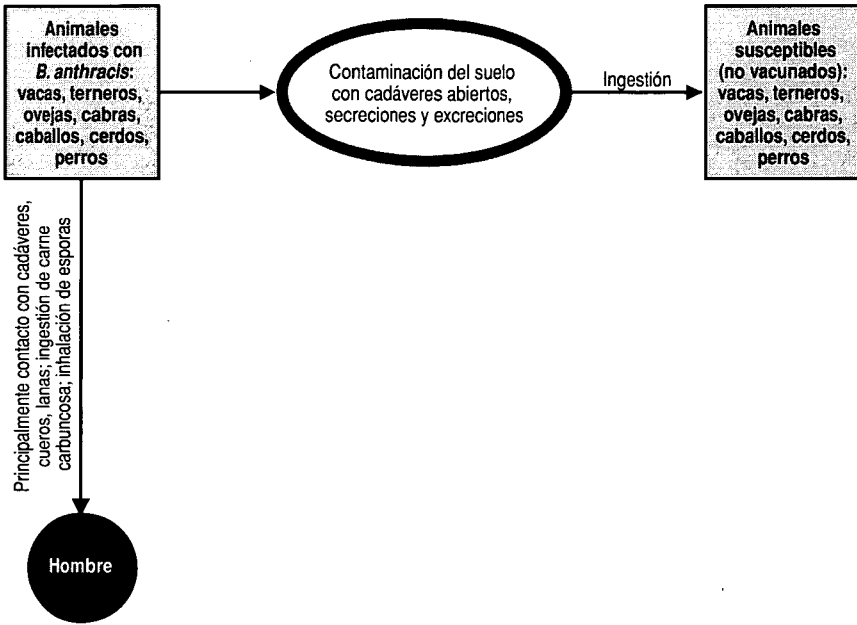 Animales
infectados con
B. anthracis:
vacas, terneros,
ovejas, cabras,
caballos, cerdos,
perros
Contaminación del suelo
con cadáveres abiertos,
secreciones y excreciones
Ingestión
Animales
susceptibles
(no vacunados):
vacas, terneros,
ovejas, cabras,
caballos, cerdos,
perros
Principalmente contacto con cadáveres,
cueros, lanas; ingestión de carne
carbuncosa; inhalación de esporas
Hombre